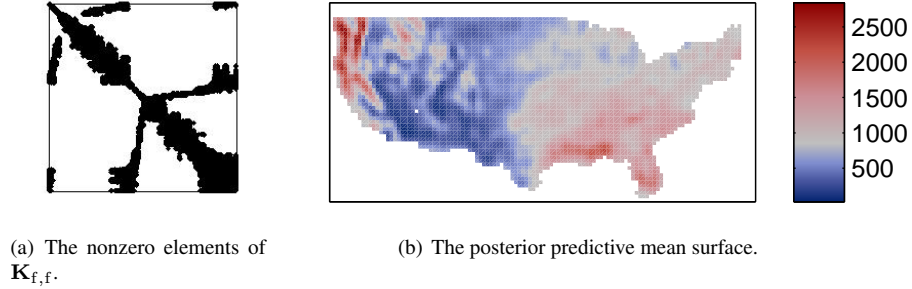 2500
2000
1500
1000
500
(a) The nonzero elements of
K_{f,f}.
(b) The posterior predictive mean surface.